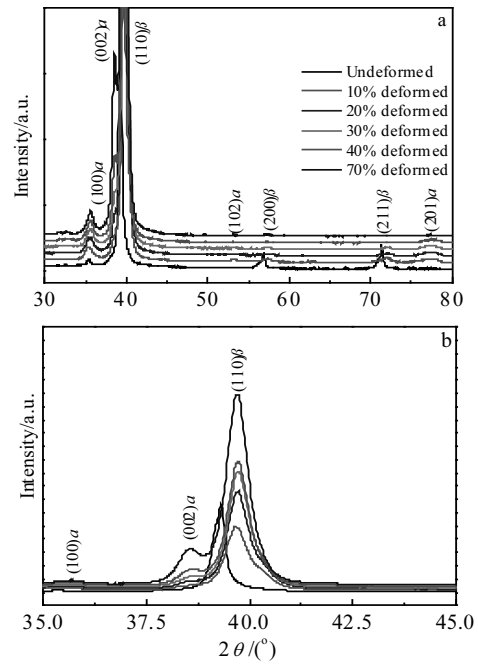 a
(002)a
(110)β
(100)a
(102)a
(200)β
(211)β
(201)a
Undeformed
10% deformed
20% deformed
30% deformed
40% deformed
70% deformed
Intensity/a.u.
30 40 50 60 70 80
b
(110)β
(002)a
(100)a
Intensity/a.u.
35.0 37.5 40.0 42.5 45.0
2θ/(°)